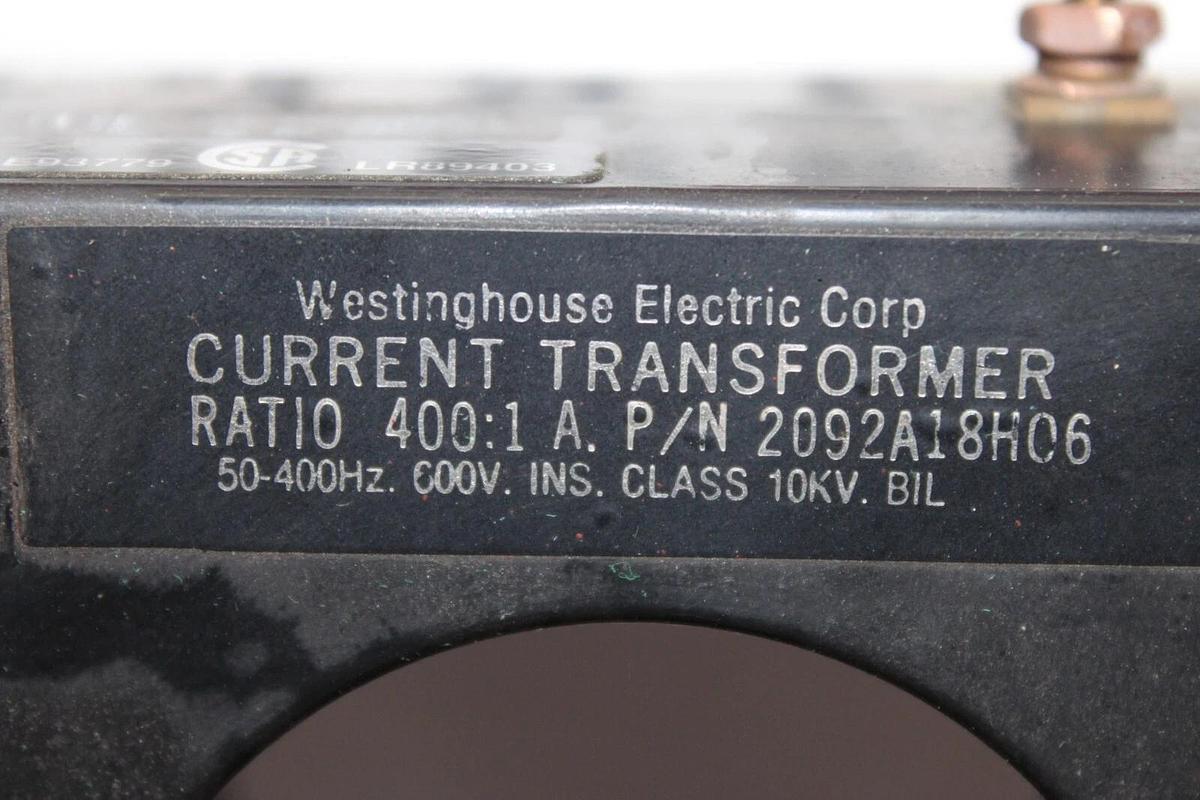 E93779 LR89403
Westinghouse Electric Corp
CURRENT TRANSFORMER
RATIO 400:1 A. P/N 2092A18H06
50-400HZ. 600V. INS. CLASS 10KV. BIL